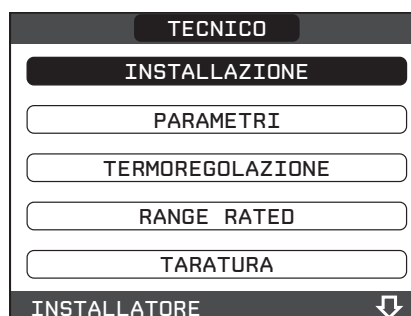 TECNICO
INSTALLAZIONE
PARAMETRI
TERMOREGOLAZIONE
RANGE RATED
TARATURA
INSTALLATORE